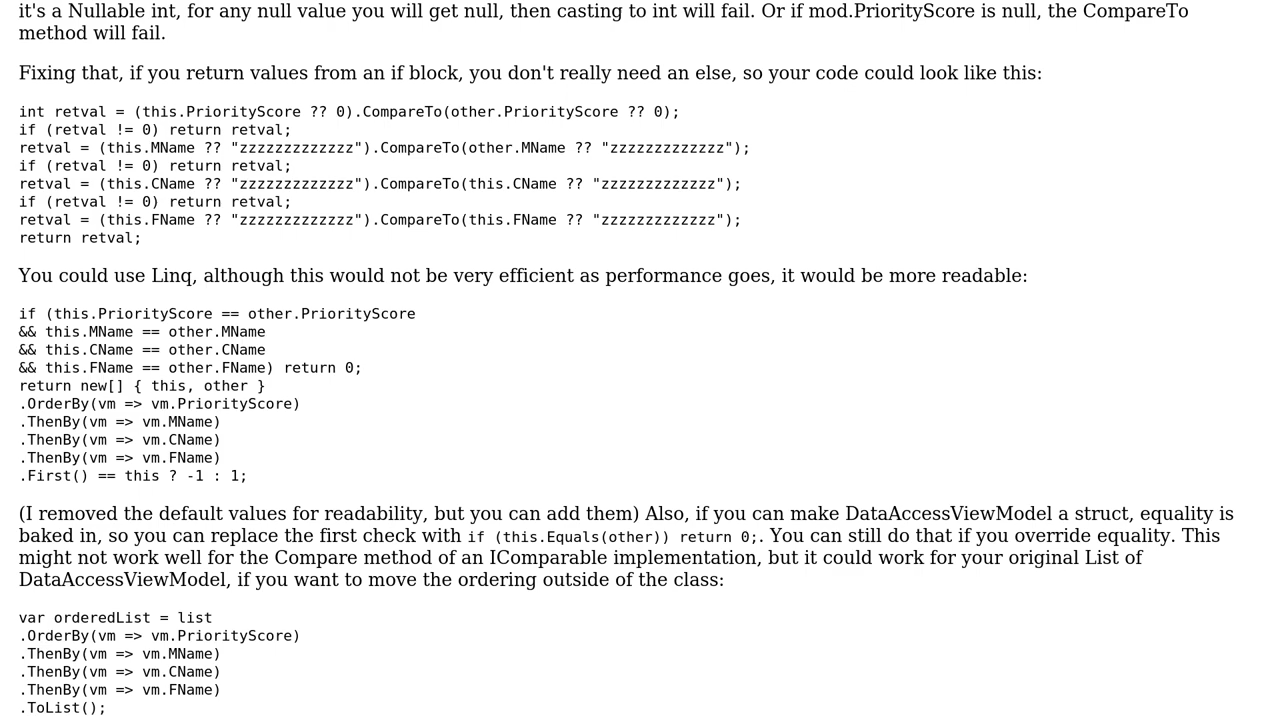 it's a Nullable int, for any null value you will get null, then casting to int will fail. Or if mod.PriorityScore is null, the CompareTo
method will fail.
Fixing that, if you return values from an if block, you don't really need an else, so your code could look like this:
int retval = (this.PriorityScore ?? 0).CompareTo(other.PriorityScore ?? 0);
if (retval != 0) return retval;
retval = (this.MName ?? "zzzzzzzzzzzzz").CompareTo(other.MName ?? "zzzzzzzzzzzzz");
if (retval != 0) return retval;
retval = (this.CName ?? "zzzzzzzzzzzzz").CompareTo(this.CName ?? "zzzzzzzzzzzzz");
if (retval != 0) return retval;
retval = (this.FName ?? "zzzzzzzzzzzzz").CompareTo(this.FName ?? "zzzzzzzzzzzzz");
return retval;
You could use Linq, although this would not be very efficient as performance goes, it would be more readable:
if (this.PriorityScore == other.PriorityScore
&& this.MName == other.MName
&& this.CName == other.CName
&& this.FName == other.FName) return 0;
return new[] { this, other }
.OrderBy(vm => vm.PriorityScore)
.ThenBy(vm => vm.MName)
.ThenBy(vm => vm.CName)
.ThenBy(vm => vm.FName)
.First() == this ? -1 : 1;
(I removed the default values for readability, but you can add them) Also, if you can make DataAccessViewModel a struct, equality is
baked in, so you can replace the first check with if (this.Equals(other)) return 0;. You can still do that if you override equality. This
might not work well for the Compare method of an IComparable implementation, but it could work for your original List of
DataAccessViewModel, if you want to move the ordering outside of the class:
var orderedList = list
.OrderBy(vm => vm.PriorityScore)
.ThenBy(vm => vm.MName)
.ThenBy(vm => vm.CName)
.ThenBy(vm => vm.FName)
.ToList();